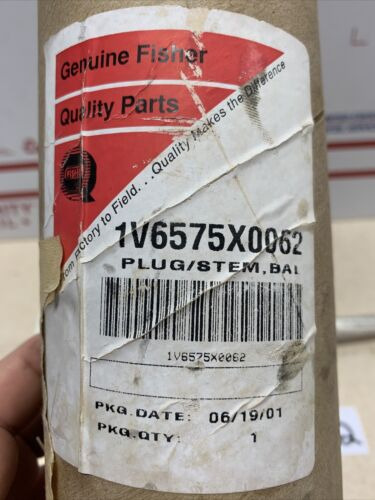 Genuine Fisher
Quality Parts
From Factory to Field... Quality Makes the Difference
FISHER
1V6575X0062
PLUG/STEM,BAL
1V6575X0062
PKG.DATE: 06/19/01
PKG.QTY: 1